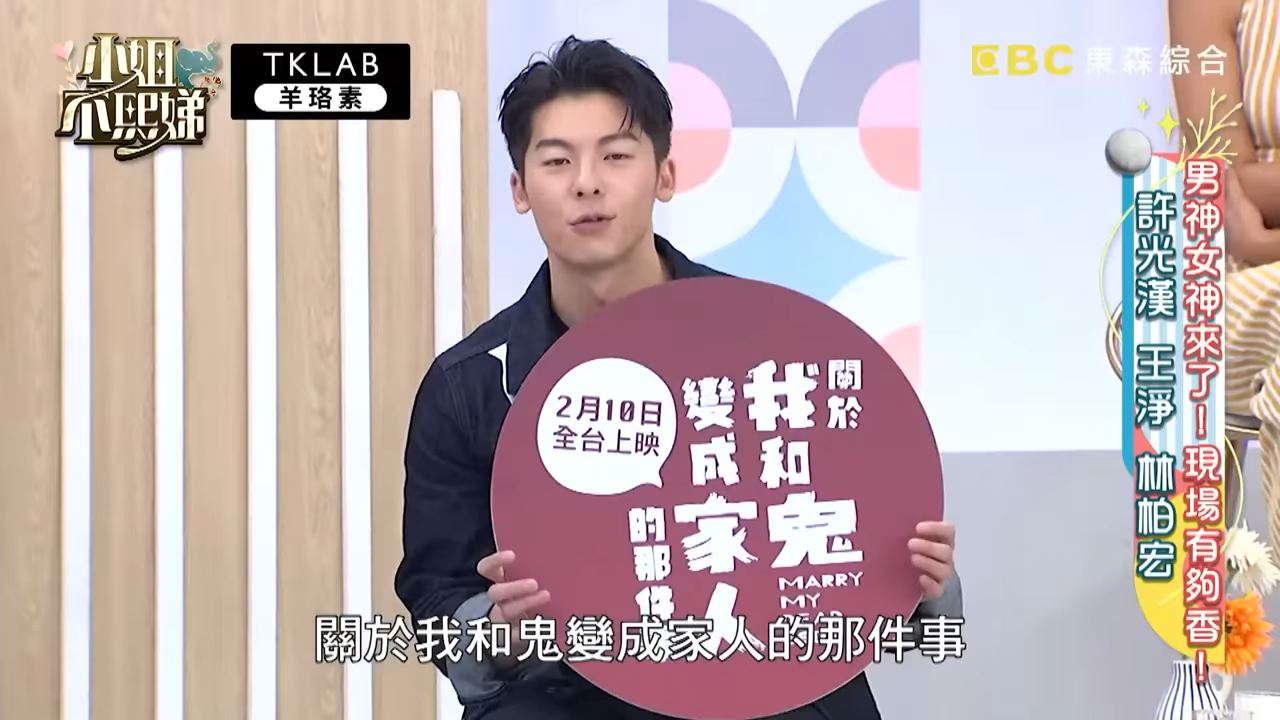 小姐
不熙娣
TKLAB
羊珞素
EBC 東森綜合
男神女神來了！現場有夠香！
許光漢 王淨 林柏宏
2月10日
全台上映
關於
我和鬼
變成家人
的那件
MARRY
MY
關於我和鬼變成家人的那件事